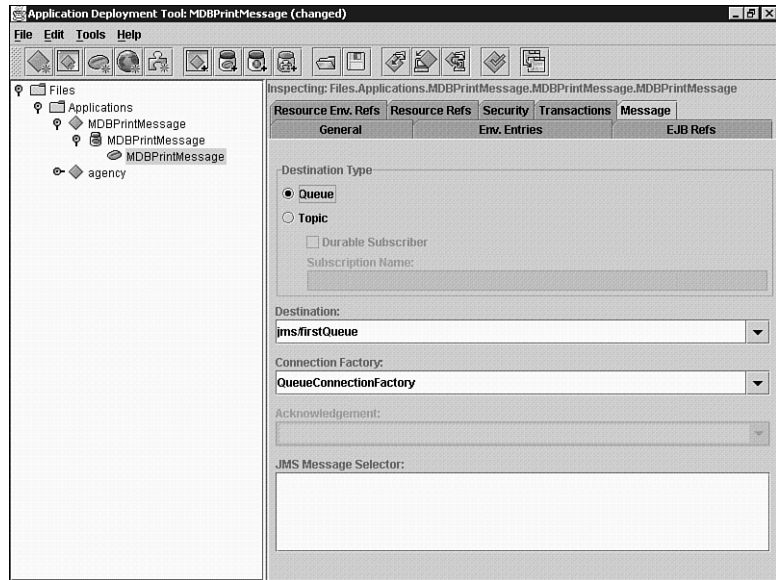 Application Deployment Tool: MDBPrintMessage (changed)
File Edit Tools Help
Files
Applications
MDBPrintMessage
MDBPrintMessage
MDBPrintMessage
agency
Inspecting: Files.Applications.MDBPrintMessage.MDBPrintMessage.MDBPrintMessage
Resource Env. Refs Resource Refs Security Transactions Message
General Env. Entries EJB Refs
Destination Type
Queue
Topic
Durable Subscriber
Subscription Name:
Destination:
jms/firstQueue
Connection Factory:
QueueConnectionFactory
Acknowledgement:
JMS Message Selector: